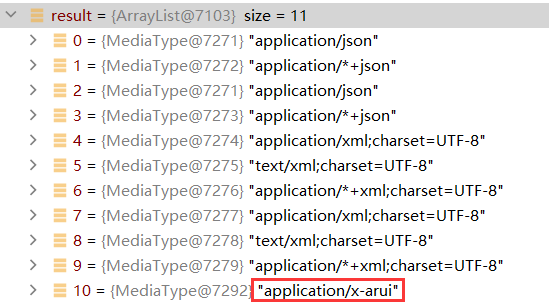 result = {ArrayList@7103} size = 11
0 = {MediaType@7271} "application/json"
1 = {MediaType@7272} "application/*+json"
2 = {MediaType@7271} "application/json"
3 = {MediaType@7273} "application/*+json"
4 = {MediaType@7274} "application/xml;charset=UTF-8"
5 = {MediaType@7275} "text/xml;charset=UTF-8"
6 = {MediaType@7276} "application/*+xml;charset=UTF-8"
7 = {MediaType@7277} "application/xml;charset=UTF-8"
8 = {MediaType@7278} "text/xml;charset=UTF-8"
9 = {MediaType@7279} "application/*+xml;charset=UTF-8"
10 = {MediaType@7292} "application/x-arui"